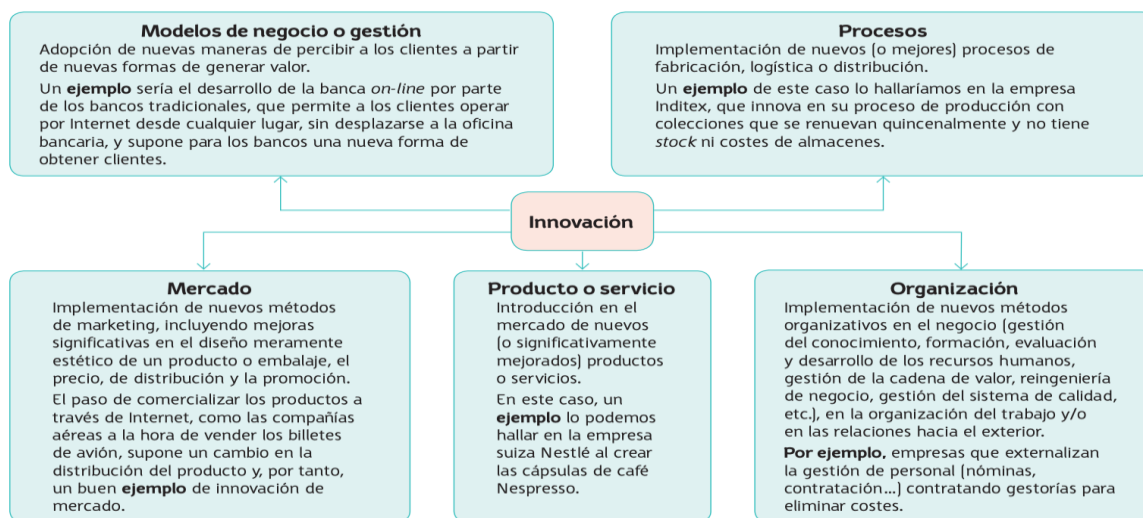 Modelos de negocio o gestión
Adopción de nuevas maneras de percibir a los clientes a partir
de nuevas formas de generar valor.
Un ejemplo sería el desarrollo de la banca on-line por parte
de los bancos tradicionales, que permite a los clientes operar
por Internet desde cualquier lugar, sin desplazarse a la oficina
bancaria, y supone para los bancos una nueva forma de
obtener clientes.
Procesos
Implementación de nuevos (o mejores) procesos de
fabricación, logística o distribución.
Un ejemplo de este caso lo hallaríamos en la empresa
Inditex, que innova en su proceso de producción con
colecciones que se renuevan quincenalmente y no tiene
stock ni costes de almacenes.
Innovación
Mercado
Implementación de nuevos métodos
de marketing, incluyendo mejoras
significativas en el diseño meramente
estético de un producto o embalaje, el
precio, de distribución y la promoción.
El paso de comercializar los productos a
través de Internet, como las compañías
aéreas a la hora de vender los billetes
de avión, supone un cambio en la
distribución del producto y, por tanto,
un buen ejemplo de innovación de
mercado.
Producto o servicio
Introducción en el
mercado de nuevos
(o significativamente
mejorados) productos
o servicios.
En este caso, un
ejemplo lo podemos
hallar en la empresa
suiza Nestlé al crear
las cápsulas de café
Nespresso.
Organización
Implementación de nuevos métodos
organizativos en el negocio (gestión
del conocimiento, formación, evaluación
y desarrollo de los recursos humanos,
gestión de la cadena de valor, reingeniería
de negocio, gestión del sistema de calidad,
etc.), en la organización del trabajo y/o
en las relaciones hacia el exterior.
Por ejemplo, empresas que externalizan
la gestión de personal (nóminas,
contratación...) contratando gestorías para
eliminar costes.